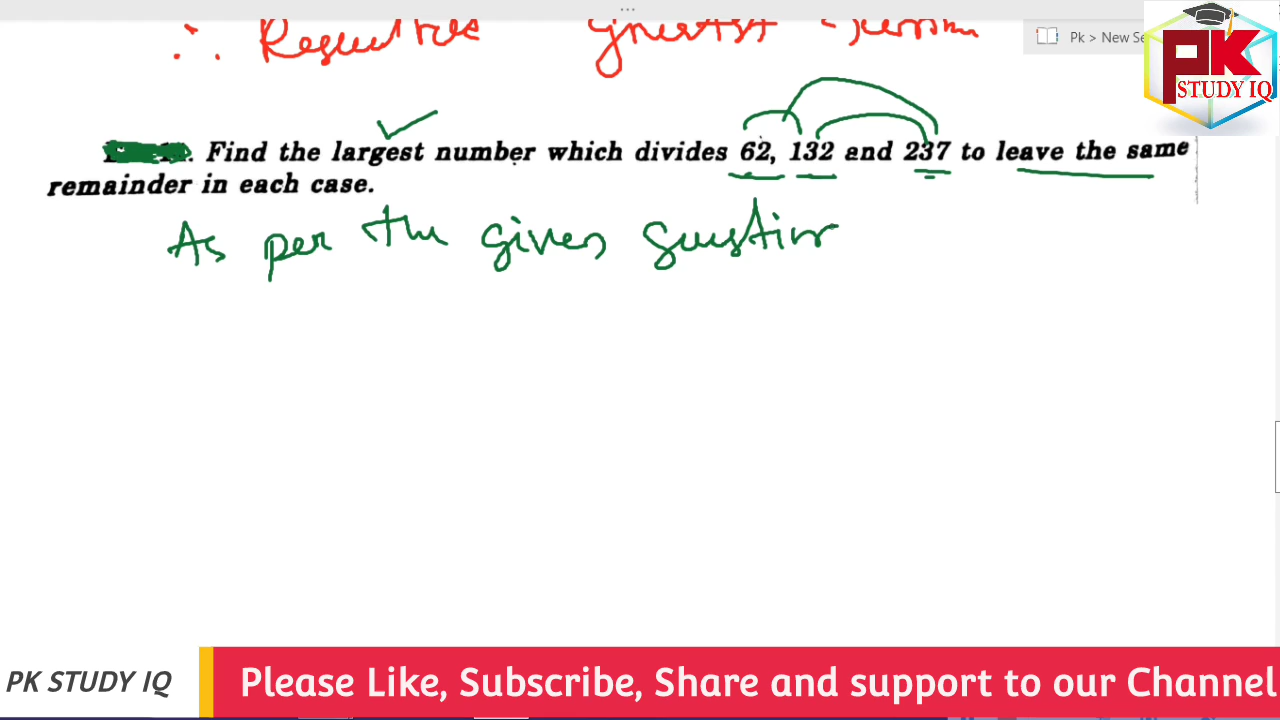 ...
∴ Required greatest
Pk > New Se
PK
STUDY IQ
. Find the largest number which divides 62, 132 and 237 to leave the same
remainder in each case.
As per the given question
PK STUDY IQ
Please Like, Subscribe, Share and support to our Channel